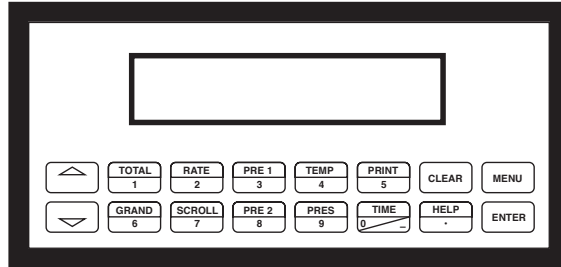 TOTAL RATE PRE 1 TEMP PRINT CLEAR MENU
1 2 3 4 5
GRAND SCROLL PRE 2 PRES TIME HELP ENTER
6 7 8 9 0 – .